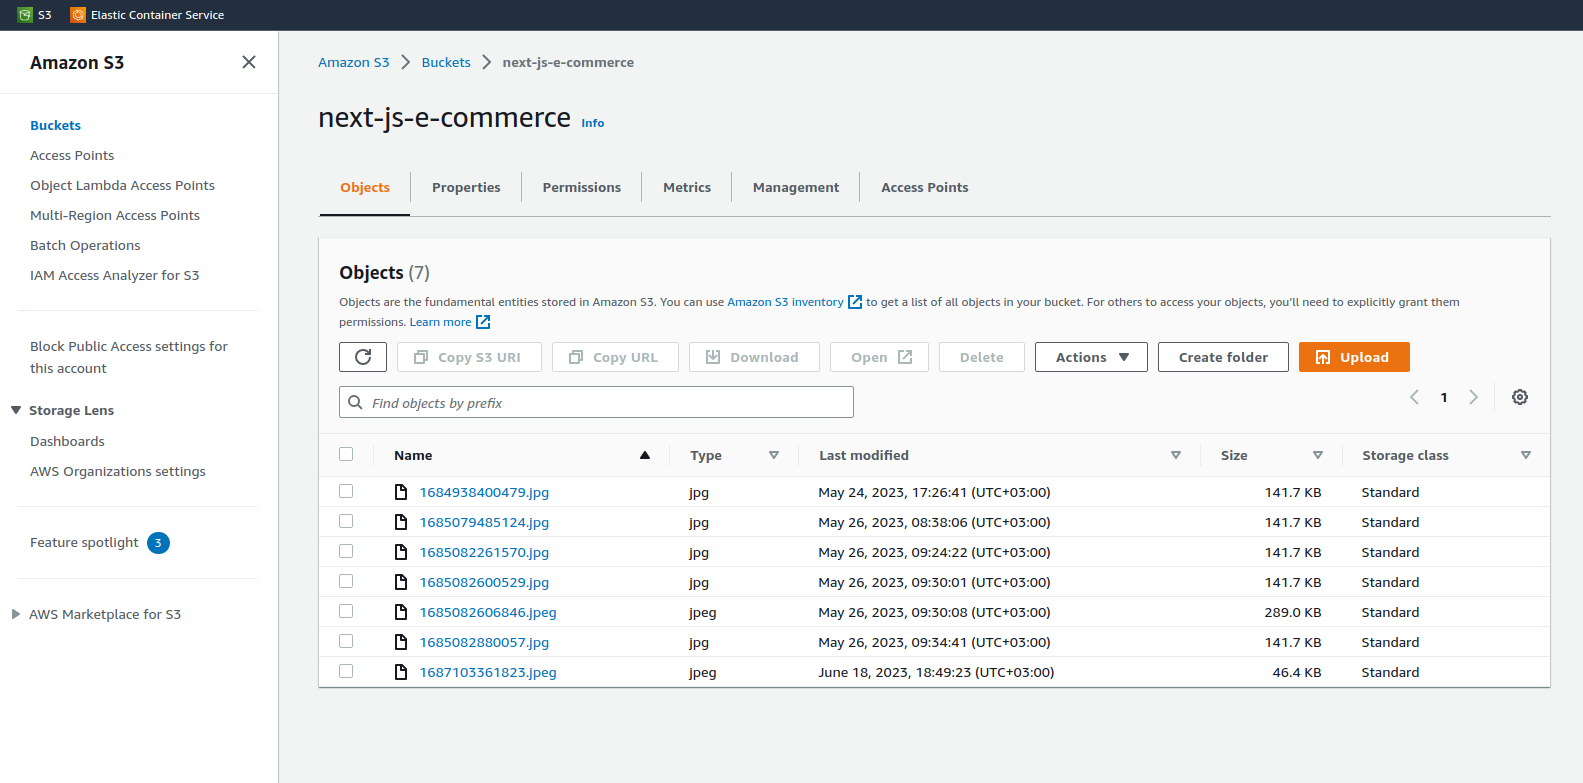 S3 Elastic Container Service
Amazon S3
Buckets
Access Points
Object Lambda Access Points
Multi-Region Access Points
Batch Operations
IAM Access Analyzer for S3
Block Public Access settings for
this account
Storage Lens
Dashboards
AWS Organizations settings
Feature spotlight 3
AWS Marketplace for S3
Amazon S3 Buckets next-js-e-commerce
next-js-e-commerce Info
Objects Properties Permissions Metrics Management Access Points
Objects (7)
Objects are the fundamental entities stored in Amazon S3. You can use Amazon S3 inventory to get a list of all objects in your bucket. For others to access your objects, you'll need to explicitly grant them
permissions. Learn more
Copy S3 URI Copy URL Download Open Delete Actions Create folder Upload
Find objects by prefix 1
Name Type Last modified Size Storage class
1684938400479.jpg jpg May 24, 2023, 17:26:41 (UTC+03:00) 141.7 KB Standard
1685079485124.jpg jpg May 26, 2023, 08:38:06 (UTC+03:00) 141.7 KB Standard
1685082261570.jpg jpg May 26, 2023, 09:24:22 (UTC+03:00) 141.7 KB Standard
1685082600529.jpg jpg May 26, 2023, 09:30:01 (UTC+03:00) 141.7 KB Standard
1685082606846.jpeg jpeg May 26, 2023, 09:30:08 (UTC+03:00) 289.0 KB Standard
1685082880057.jpg jpg May 26, 2023, 09:34:41 (UTC+03:00) 141.7 KB Standard
1687103361823.jpeg jpeg June 18, 2023, 18:49:23 (UTC+03:00) 46.4 KB Standard